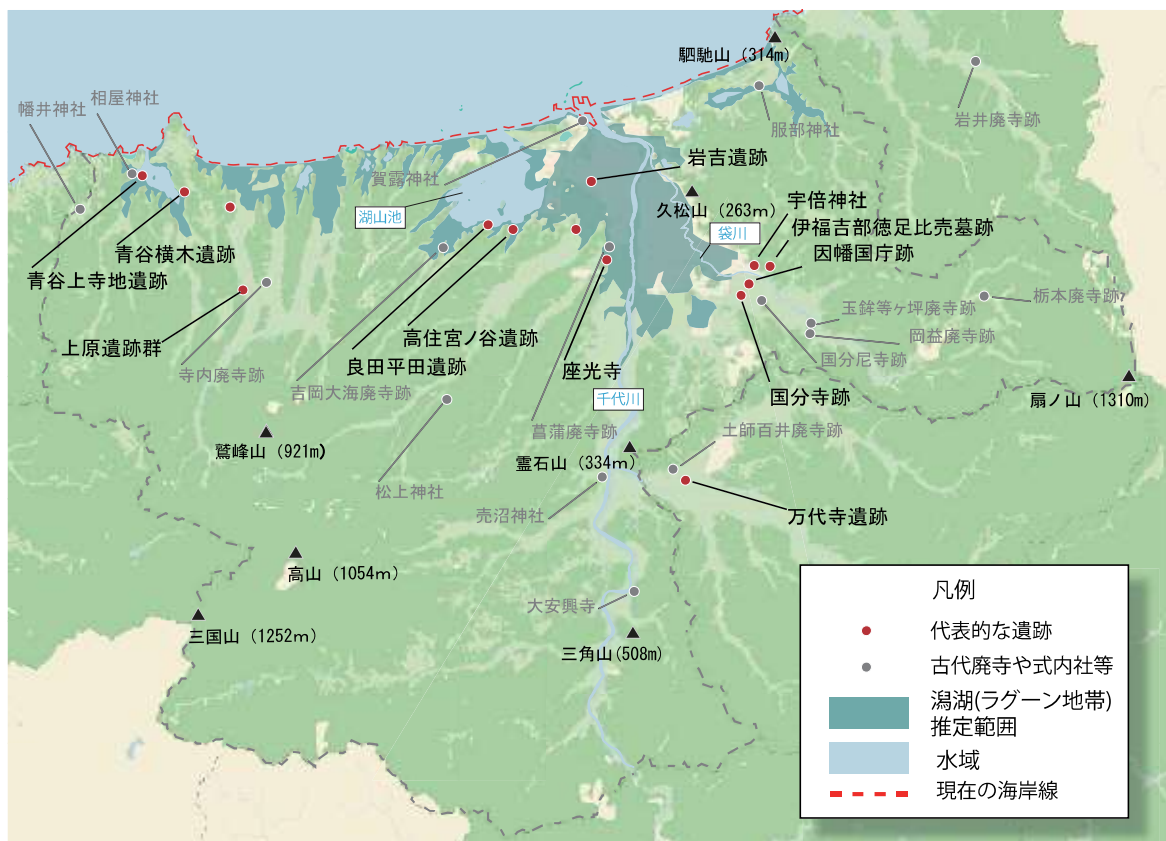 駟馳山（314m）
幡井神社
相屋神社
岩井廃寺跡
服部神社
岩吉遺跡
賀露神社
湖山池
久松山（263m）
宇倍神社
袋川
伊福吉部徳足比売墓跡
因幡国庁跡
青谷横木遺跡
青谷上寺地遺跡
栃本廃寺跡
玉鉾等ヶ坪廃寺跡
岡益廃寺跡
国分尼寺跡
上原遺跡群
高住宮ノ谷遺跡
良田平田遺跡
寺内廃寺跡
吉岡大海廃寺跡
座光寺
千代川
国分寺跡
扇ノ山（1310m）
菖蒲廃寺跡
土師百井廃寺跡
鷲峰山（921m）
霊石山（334m）
松上神社
売沼神社
万代寺遺跡
高山（1054m）
大安興寺
三国山（1252m）
三角山(508m)
凡例
代表的な遺跡
古代廃寺や式内社等
潟湖(ラグーン地帯)
推定範囲
水域
現在の海岸線